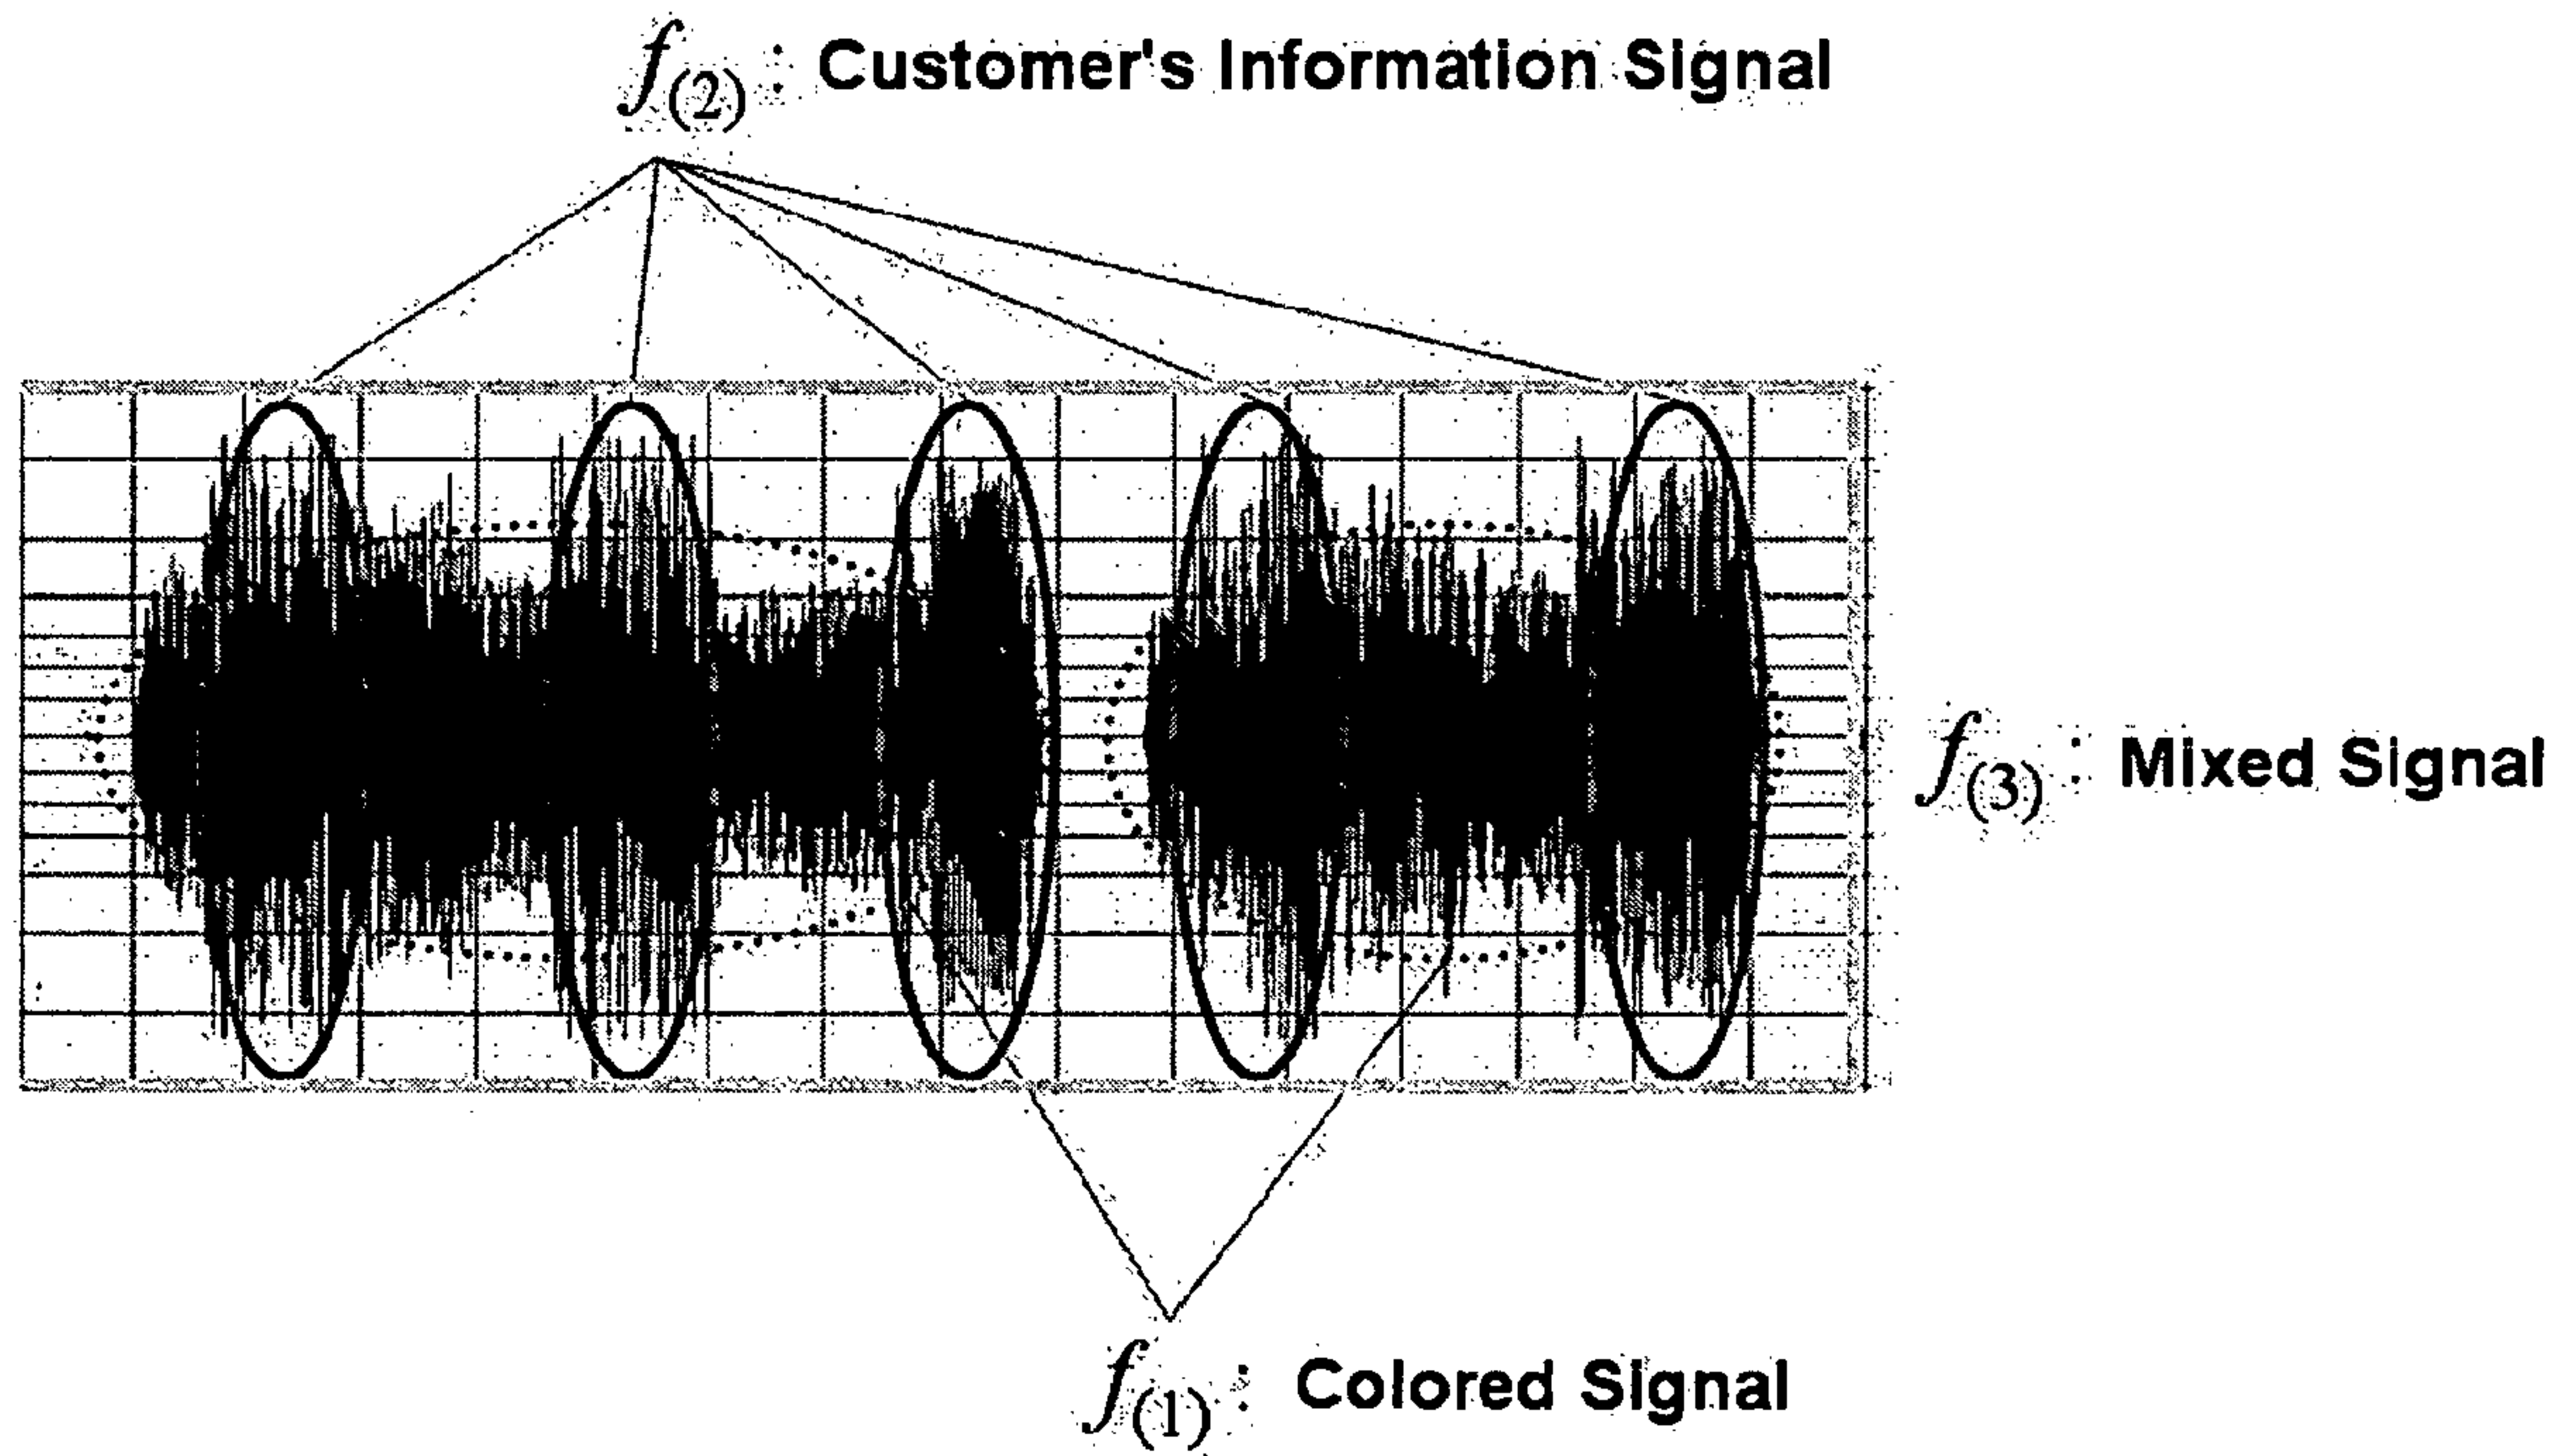 f(2) : Customer's Information Signal
f(3) : Mixed Signal
f(1) : Colored Signal